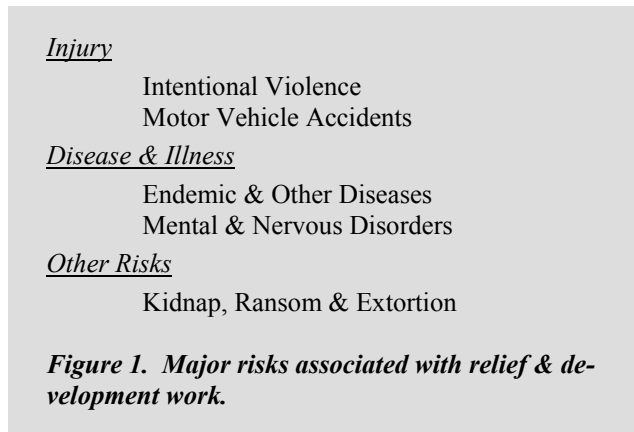 Injury
Intentional Violence
Motor Vehicle Accidents
Disease & Illness
Endemic & Other Diseases
Mental & Nervous Disorders
Other Risks
Kidnap, Ransom & Extortion
Figure 1.  Major risks associated with relief & de-
velopment work.